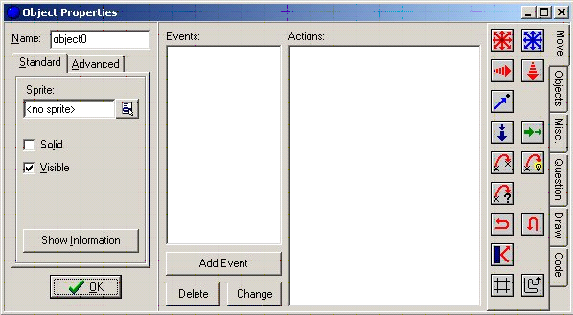 Object Properties
Name: object0
Standard Advanced
Sprite:
<no sprite>
Solid
Visible
Show Information
OK
Events:
Add Event
Delete Change
Actions:
Move
Objects
Misc.
Question
Draw
Code